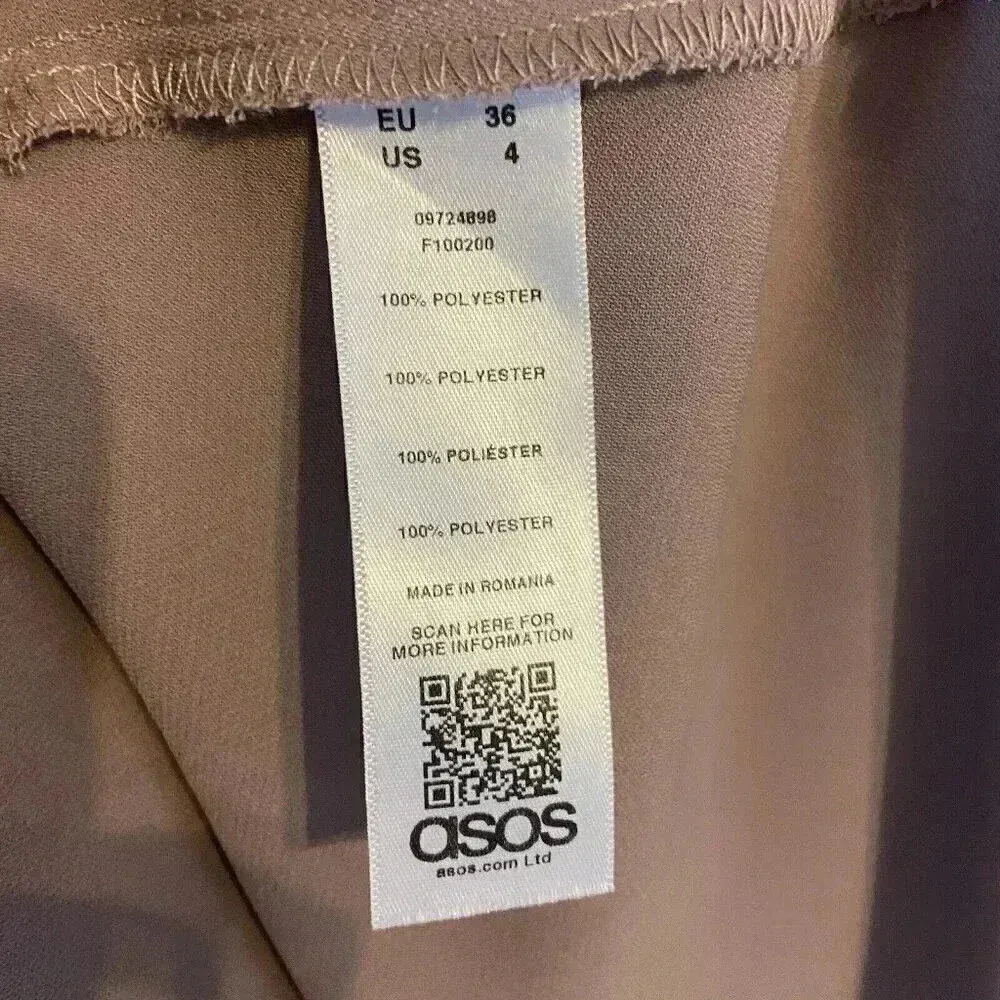 EU 36
US 4
09724898
F100200
100% POLYESTER
100% POLYESTER
100% POLIÉSTER
100% POLYESTER
MADE IN ROMANIA
SCAN HERE FOR
MORE INFORMATION
asos
asos.com Ltd